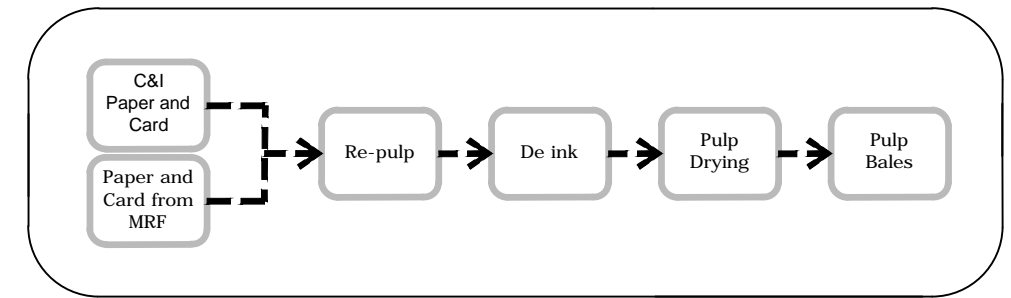 C&I
Paper and
Card
Paper and
Card from
MRF
Re-pulp
De ink
Pulp
Drying
Pulp
Bales